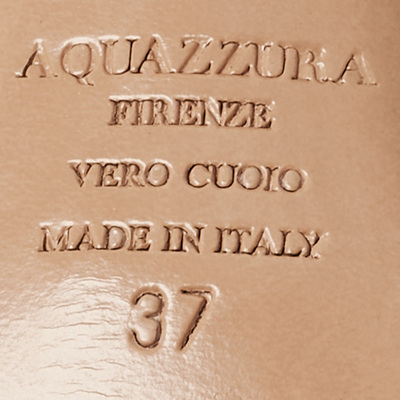 AQUAZZURA
FIRENZE
VERO CUOIO
MADE IN ITALY.
37